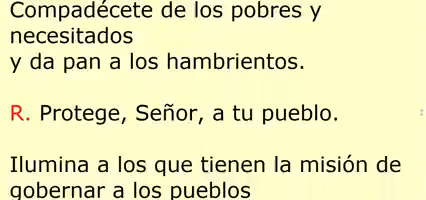 Compadécete de los pobres y
necesitados
y da pan a los hambrientos.
R. Protege, Señor, a tu pueblo.
Ilumina a los que tienen la misión de
gobernar a los pueblos